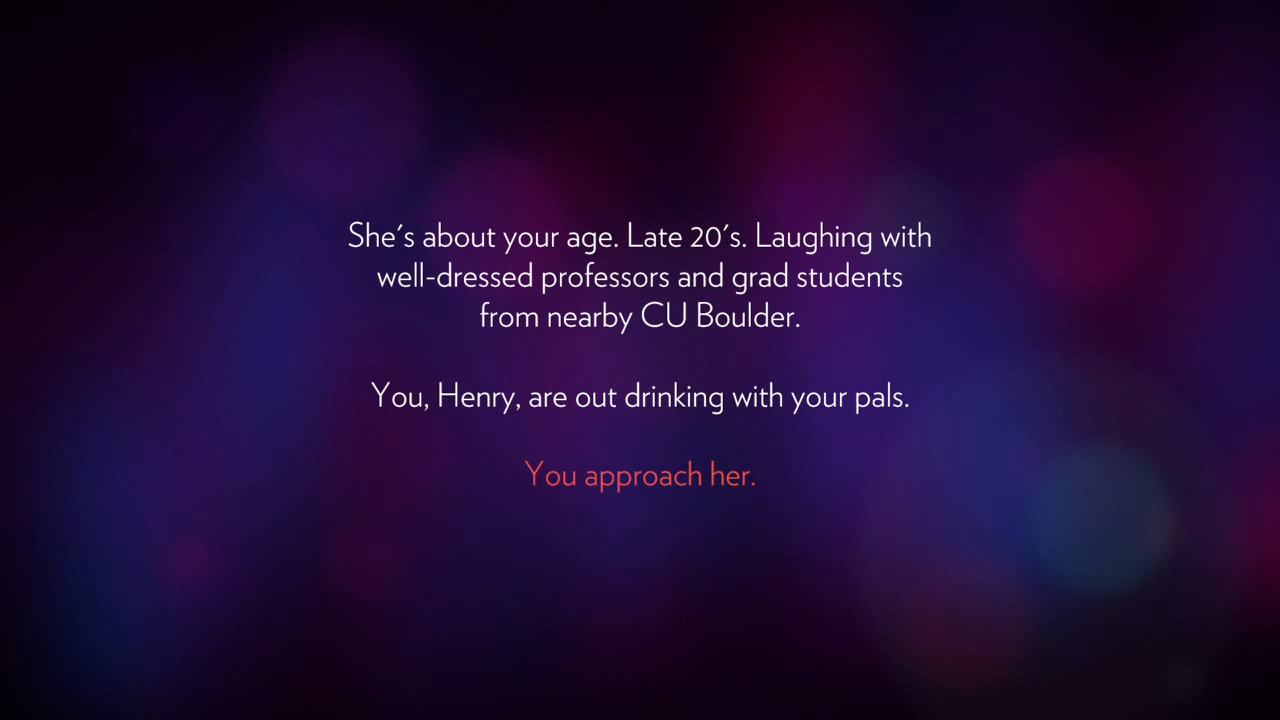 She's about your age. Late 20's. Laughing with
well-dressed professors and grad students
from nearby CU Boulder.
You, Henry, are out drinking with your pals.
You approach her.